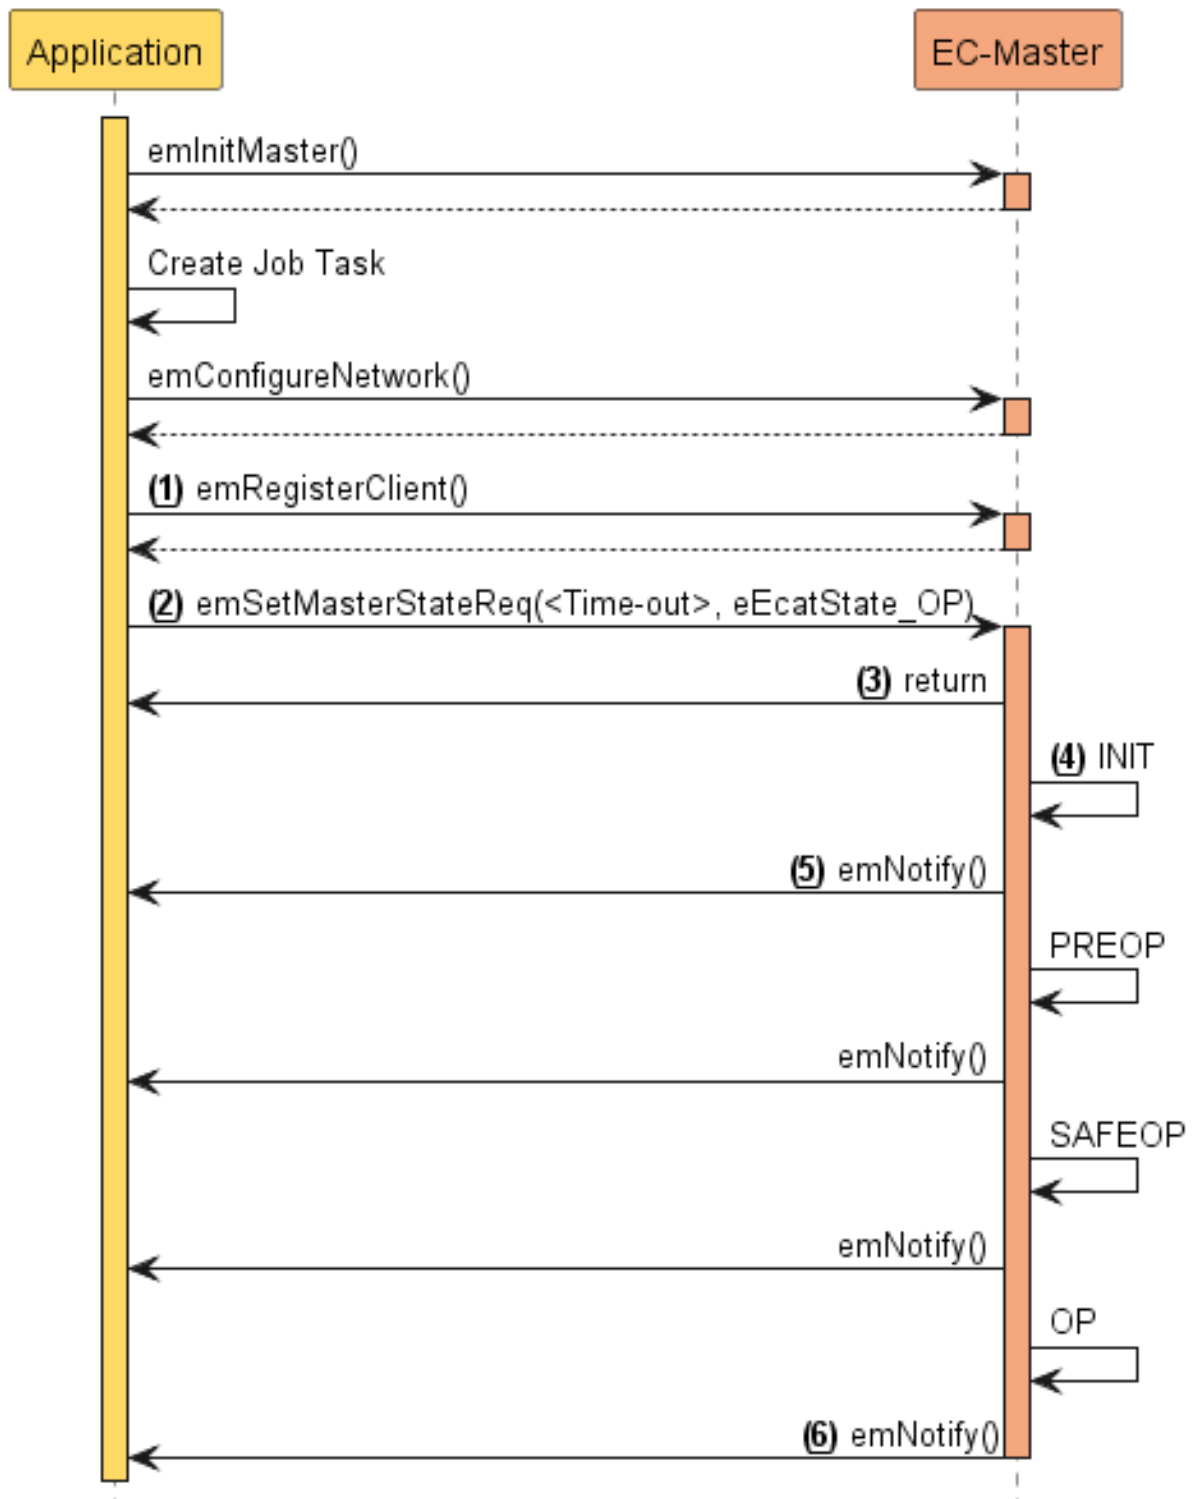 Application
EC-Master
emInitMaster()
Create Job Task
emConfigureNetwork()
(1) emRegisterClient()
(2) emSetMasterStateReq(<Time-out>, eEcatState_OP)
(3) return
(4) INIT
(5) emNotify()
PREOP
emNotify()
SAFEOP
emNotify()
OP
(6) emNotify()